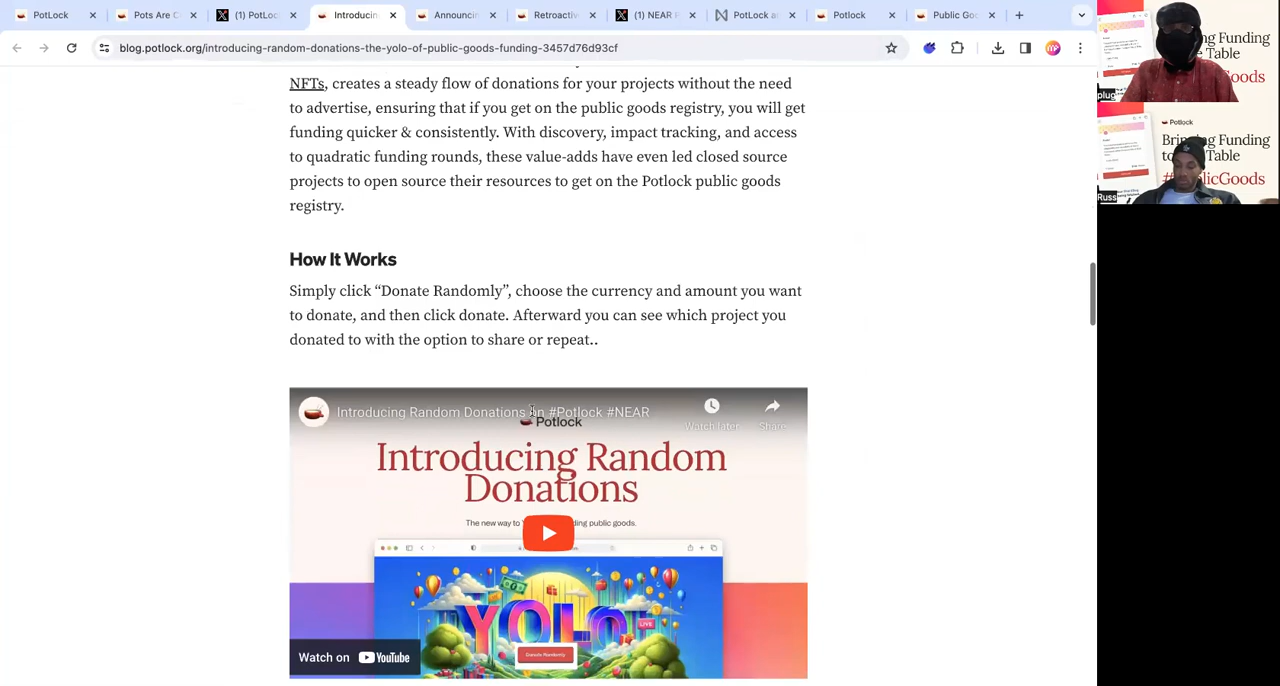 PotLock
Pots Are C
(1) PotLoc
Introducin
Announcin
Retroactiv
(1) NEAR
PotLock a
Potlock
Public Goo
blog.potlock.org/introducing-random-donations-the-yolo-of-public-goods-funding-3457d76d93cf
NFTs, creates a ready flow of donations for your projects without the need
to advertise, ensuring that if you get on the public goods registry, you will get
funding quicker & consistently. With discovery, impact tracking, and access
to quadratic funding rounds, these value-adds have even led closed source
projects to open source their resources to get on the Potlock public goods
registry.
How It Works
Simply click “Donate Randomly”, choose the currency and amount you want
to donate, and then click donate. Afterward you can see which project you
donated to with the option to share or repeat..
Introducing Random Donations on #Potlock #NEAR
Watch later
Share
Potlock
Introducing Random
Donations
The new way to
ding public goods.
YOLO
LIVE
Donate Randomly
Watch on YouTube
ng Funding
Table
Goods
plug
Potlock
Bringing Funding
to Table
#PublicGoods
Russ